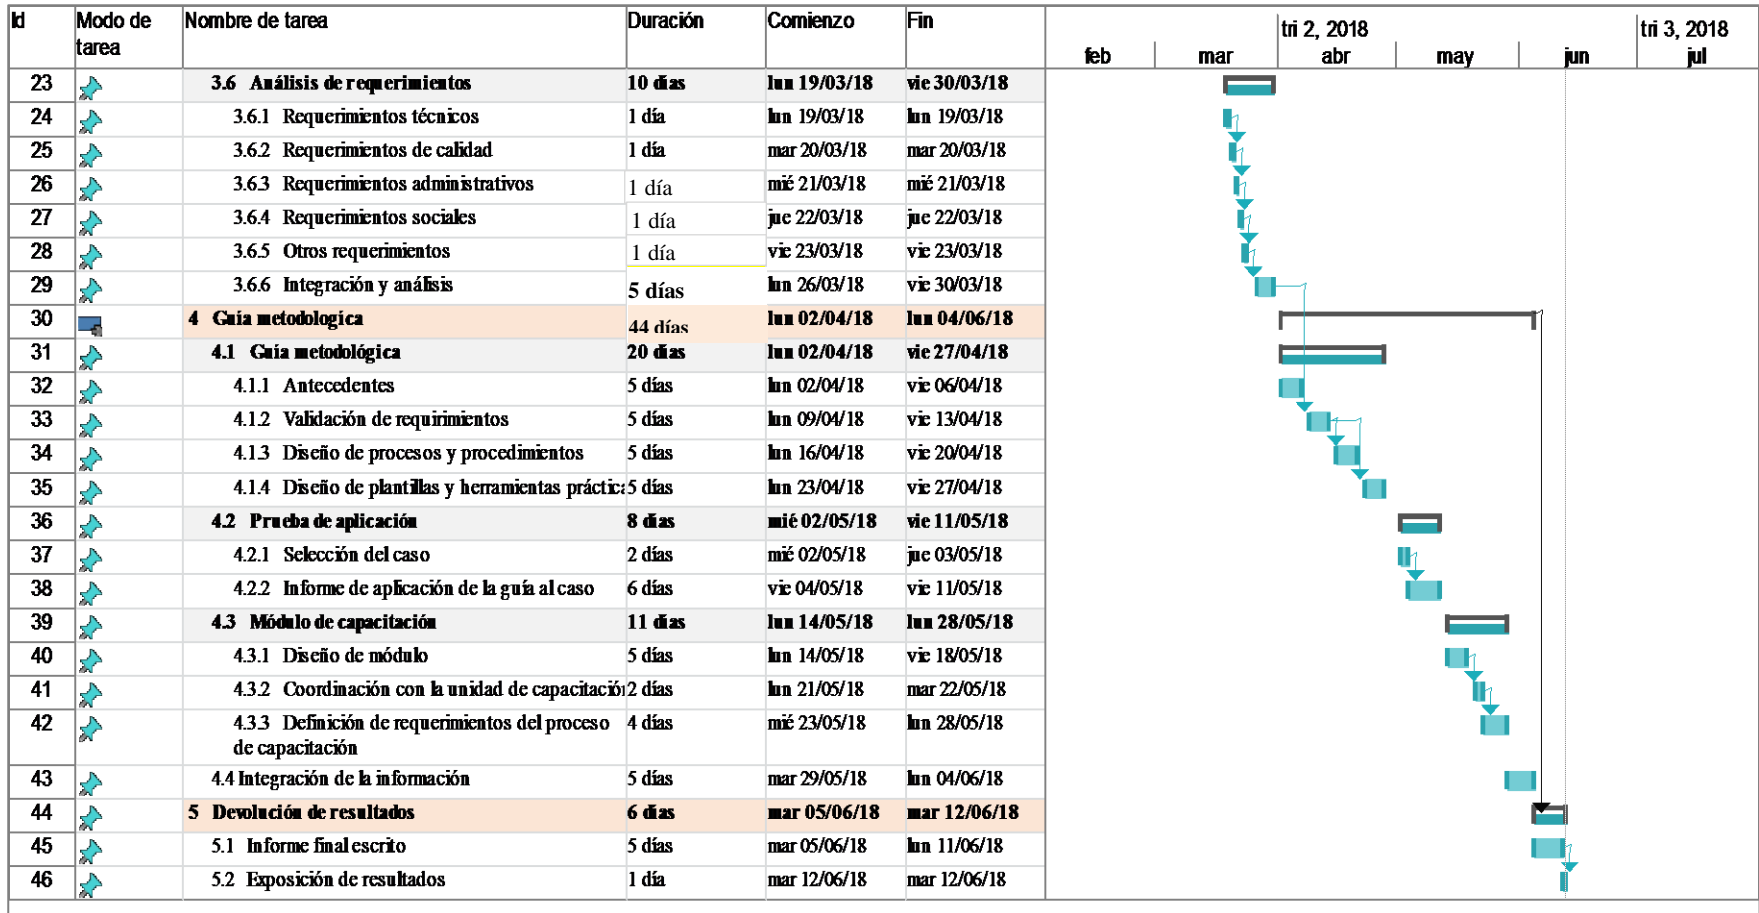 Id Modo de tarea Nombre de tarea Duración Comienzo Fin
tri 2, 2018 tri 3, 2018
feb mar abr may jun jul
23 3.6 Análisis de requerimientos 10 días lun 19/03/18 vie 30/03/18
24 3.6.1 Requerimientos técnicos 1 día lun 19/03/18 lun 19/03/18
25 3.6.2 Requerimientos de calidad 1 día mar 20/03/18 mar 20/03/18
26 3.6.3 Requerimientos administrativos 1 día mié 21/03/18 mié 21/03/18
27 3.6.4 Requerimientos sociales 1 día jue 22/03/18 jue 22/03/18
28 3.6.5 Otros requerimientos 1 día vie 23/03/18 vie 23/03/18
29 3.6.6 Integración y análisis 5 días lun 26/03/18 vie 30/03/18
30 4 Guía metodologica 44 días lun 02/04/18 lun 04/06/18
31 4.1 Guía metodológica 20 días lun 02/04/18 vie 27/04/18
32 4.1.1 Antecedentes 5 días lun 02/04/18 vie 06/04/18
33 4.1.2 Validación de requirimientos 5 días lun 09/04/18 vie 13/04/18
34 4.1.3 Diseño de procesos y procedimientos 5 días lun 16/04/18 vie 20/04/18
35 4.1.4 Diseño de plantillas y herramientas práctica 5 días lun 23/04/18 vie 27/04/18
36 4.2 Prueba de aplicación 8 días mié 02/05/18 vie 11/05/18
37 4.2.1 Selección del caso 2 días mié 02/05/18 jue 03/05/18
38 4.2.2 Informe de aplicación de la guía al caso 6 días vie 04/05/18 vie 11/05/18
39 4.3 Módulo de capacitación 11 días lun 14/05/18 lun 28/05/18
40 4.3.1 Diseño de módulo 5 días lun 14/05/18 vie 18/05/18
41 4.3.2 Coordinación con la unidad de capacitación 2 días lun 21/05/18 mar 22/05/18
42 4.3.3 Definición de requerimientos del proceso 4 días mié 23/05/18 lun 28/05/18
de capacitación
43 4.4 Integración de la información 5 días mar 29/05/18 lun 04/06/18
44 5 Devolución de resultados 6 días mar 05/06/18 mar 12/06/18
45 5.1 Informe final escrito 5 días mar 05/06/18 lun 11/06/18
46 5.2 Exposición de resultados 1 día mar 12/06/18 mar 12/06/18